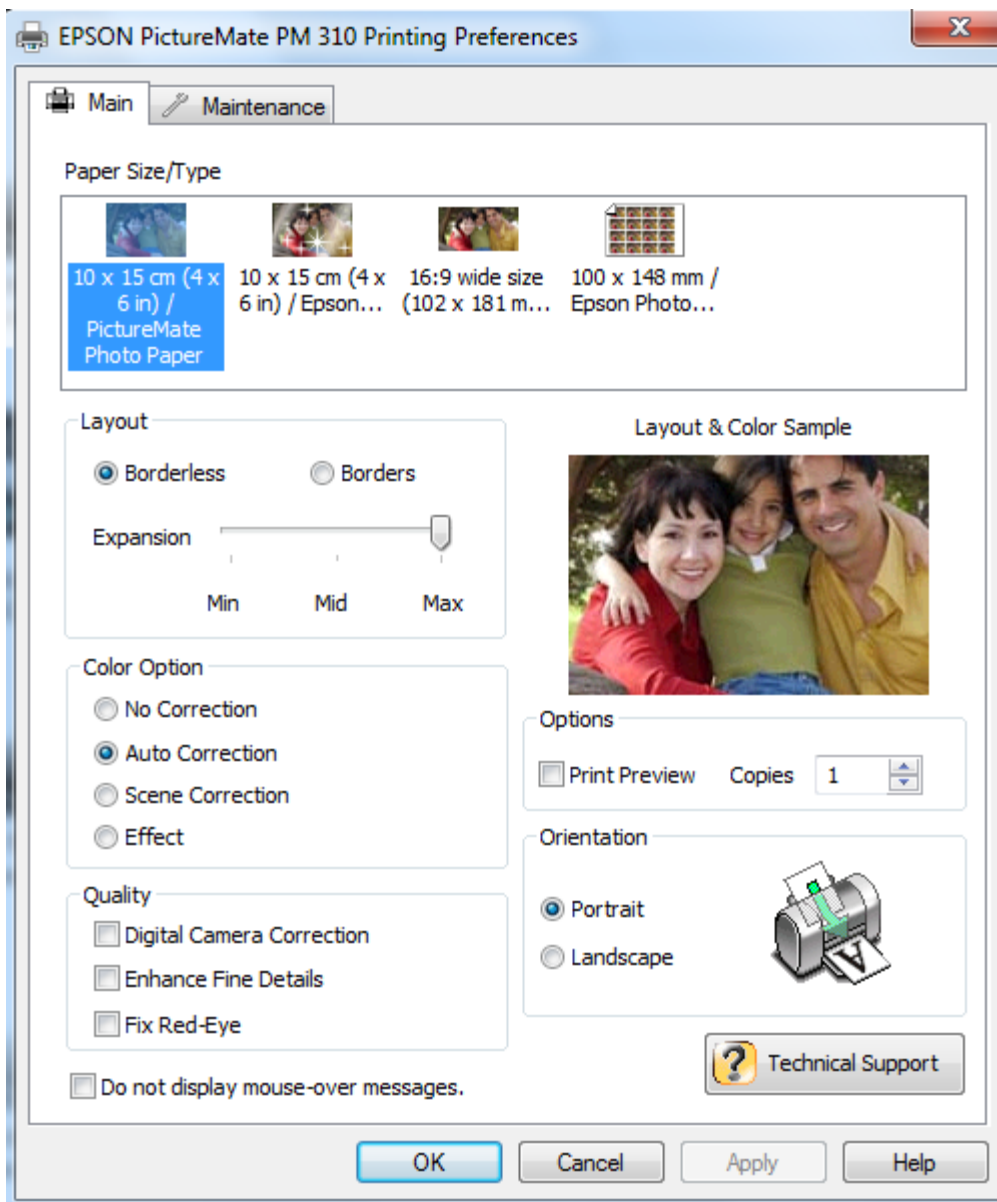 EPSON PictureMate PM 310 Printing Preferences
Main
Maintenance
Paper Size/Type
10 x 15 cm (4 x
6 in) /
PictureMate
Photo Paper
10 x 15 cm (4 x
6 in) / Epson...
16:9 wide size
(102 x 181 m...
100 x 148 mm /
Epson Photo...
Layout
Borderless
Borders
Expansion
Min
Mid
Max
Layout & Color Sample
Color Option
No Correction
Auto Correction
Scene Correction
Effect
Options
Print Preview
Copies
1
Quality
Digital Camera Correction
Enhance Fine Details
Fix Red-Eye
Orientation
Portrait
Landscape
A
Do not display mouse-over messages.
? Technical Support
OK
Cancel
Apply
Help